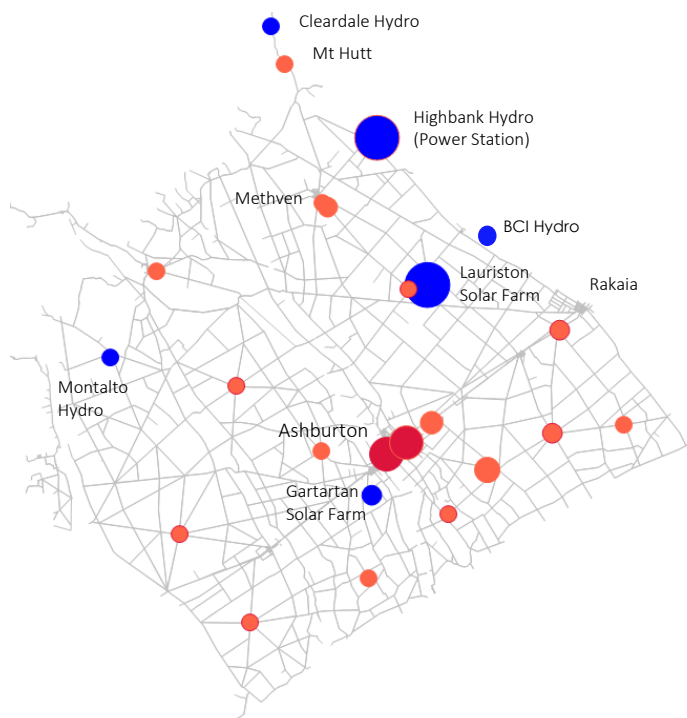 Cleardale Hydro
Mt Hutt
Highbank Hydro
(Power Station)
Methven
BCI Hydro
Lauriston
Solar Farm
Rakaia
Montalto
Hydro
Ashburton
Gartartan
Solar Farm